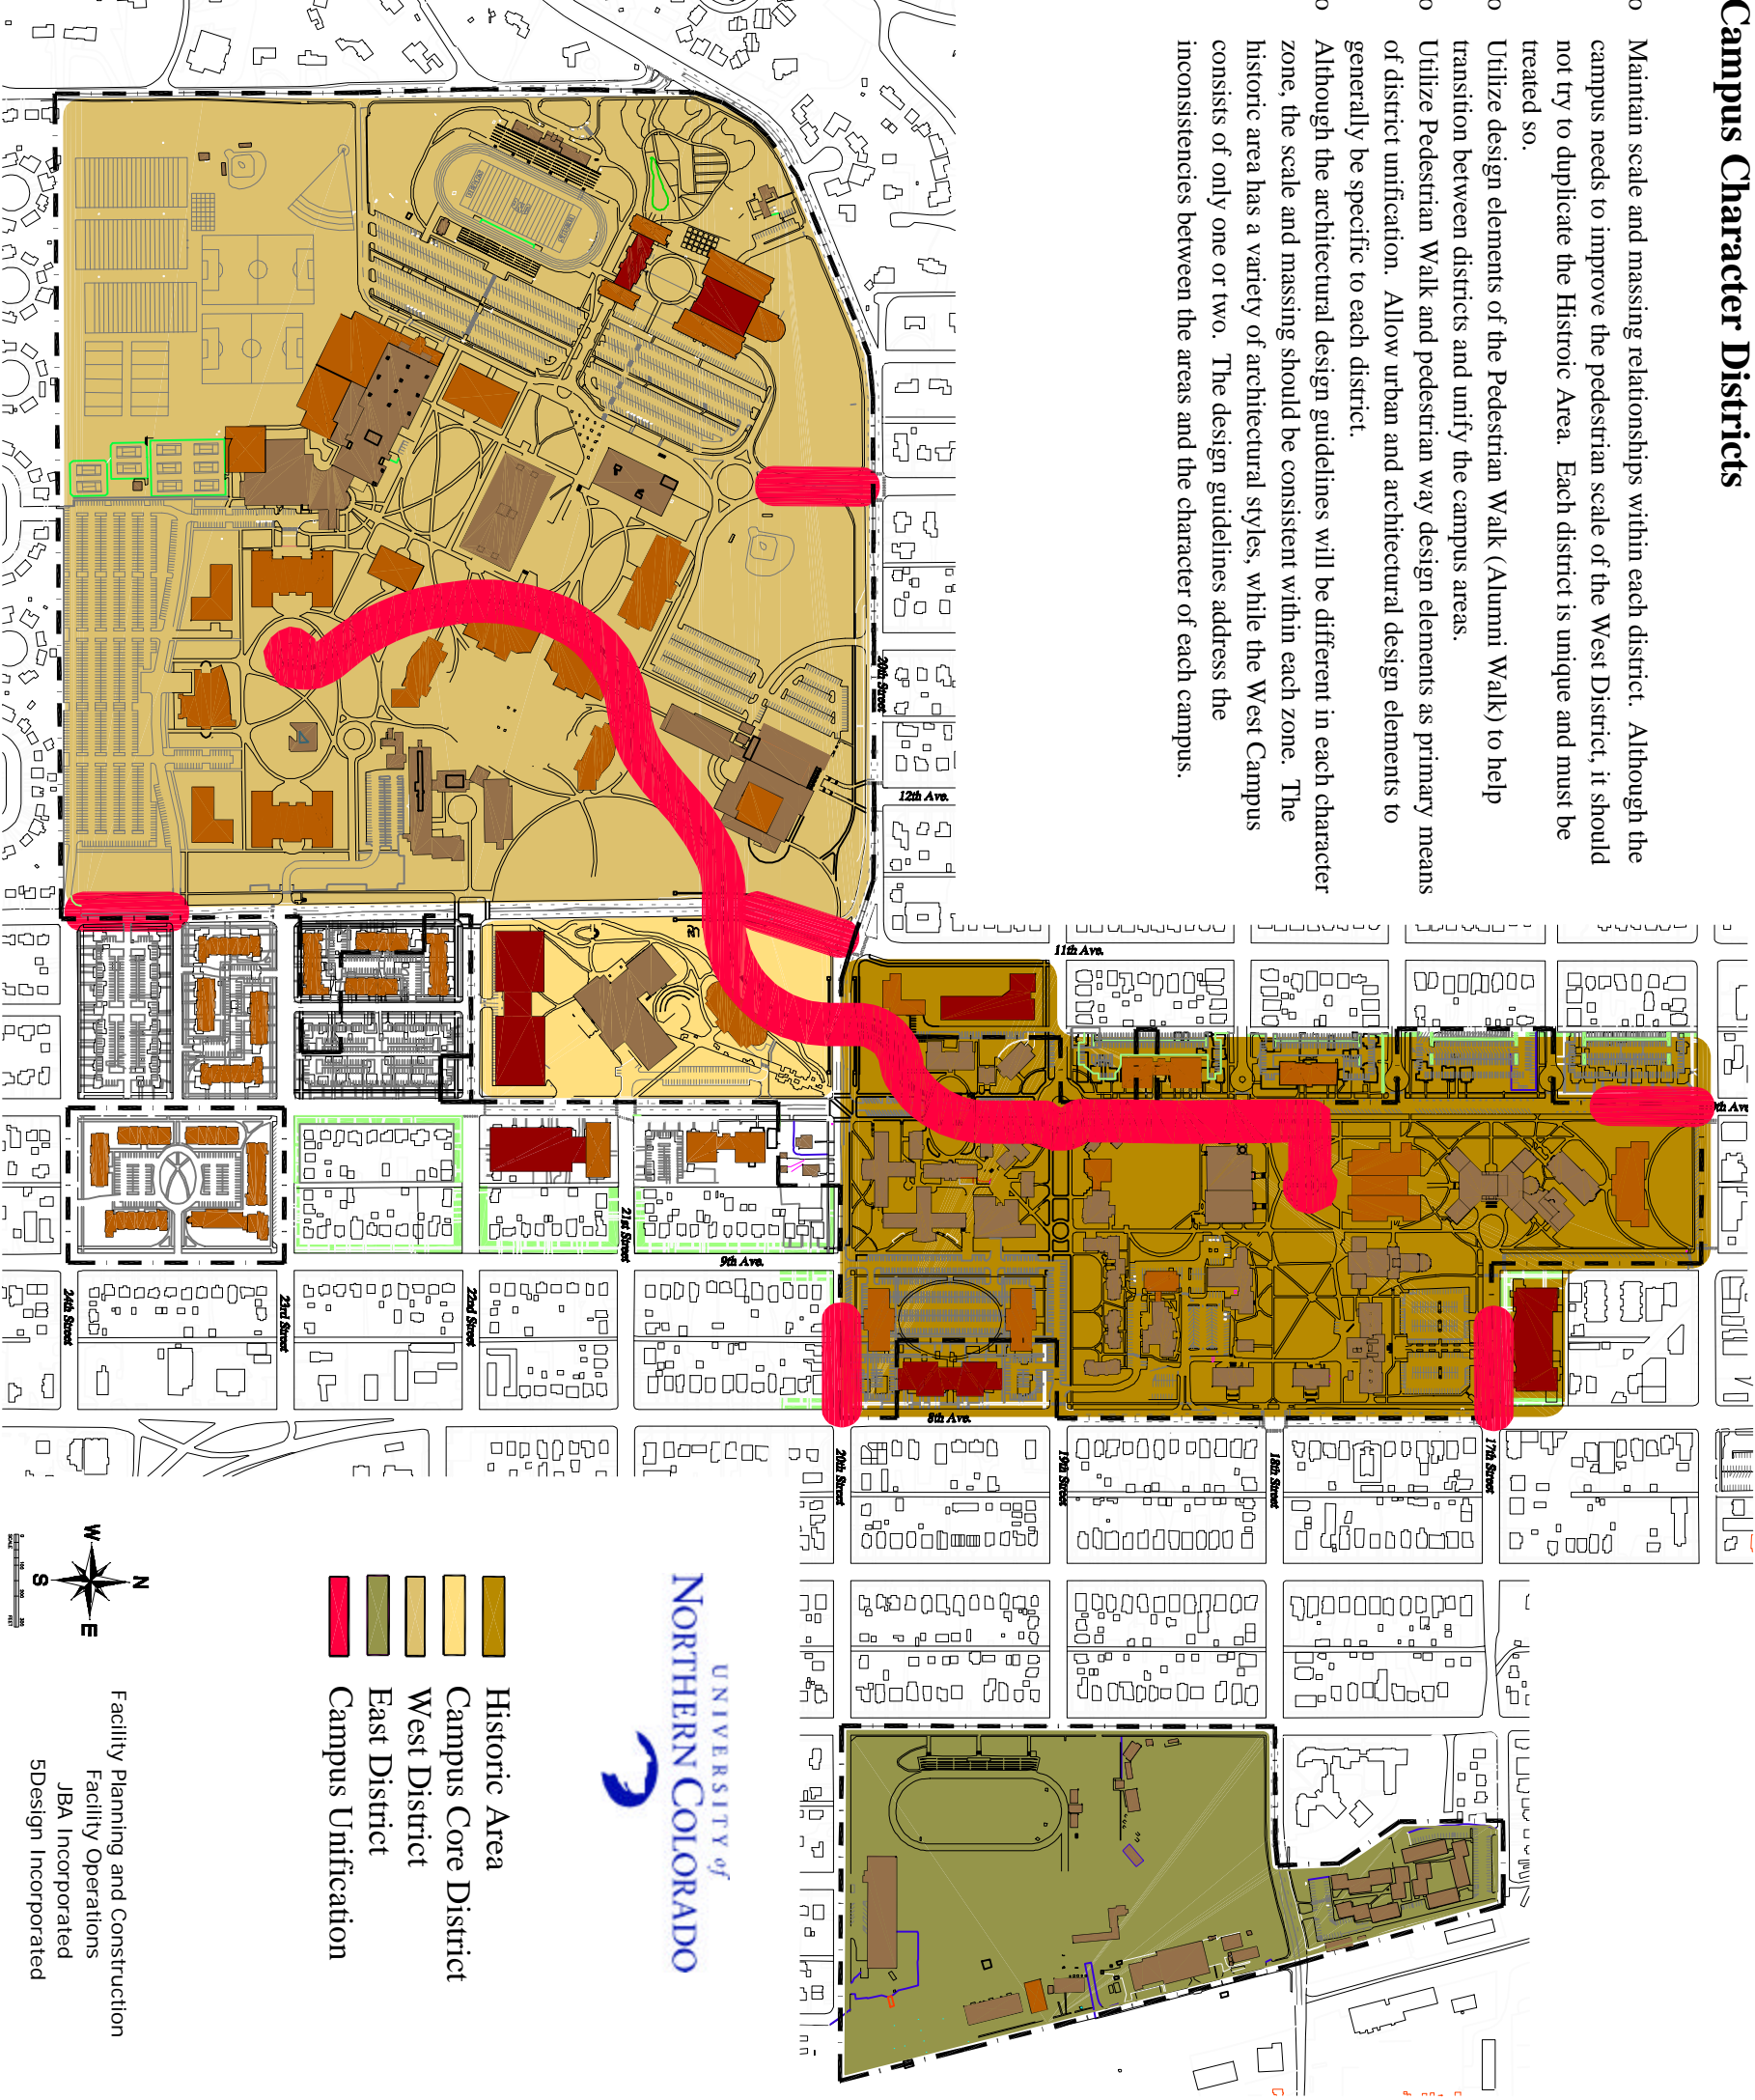 Campus Character Districts
o Maintain scale and massing relationships within each district. Although the
campus needs to improve the pedestrian scale of the West District, it should
not try to duplicate the Histroic Area. Each district is unique and must be
treated so.
o Utilize design elements of the Pedestrian Walk (Alumni Walk) to help
transition between districts and unify the campus areas.
o Utilize Pedestrian Walk and pedestrian way design elements as primary means
of district unification. Allow urban and architectural design elements to
generally be specific to each district.
o Although the architectural design guidelines will be different in each character
zone, the scale and massing should be consistent within each zone. The
historic area has a variety of architectural styles, while the West Campus
consists of only one or two. The design guidelines address the
inconsistencies between the areas and the character of each campus.
20th Street
12th Ave.
11th Ave.
9th Ave.
21st Street
22nd Street
23rd Street
24th Street
8th Ave.
20th Street
19th Street
18th Street
17th Street
UNIVERSITY of
NORTHERN COLORADO
Historic Area
Campus Core District
West District
East District
Campus Unification
N
W
E
S
SCALE
FEET
Facility Planning and Construction
Facility Operations
JBA Incorporated
5Design Incorporated